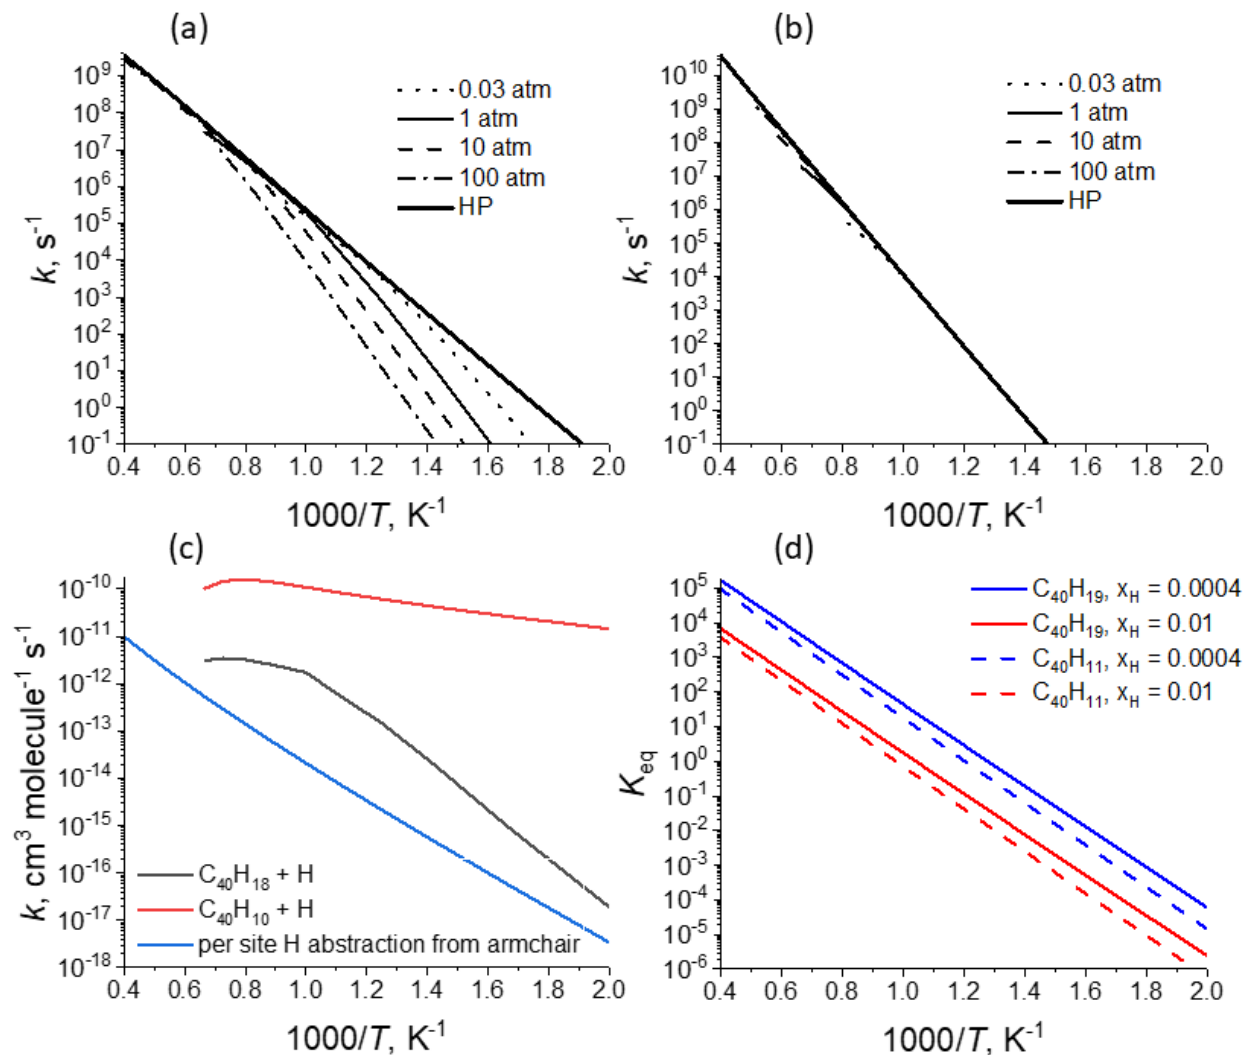 (a)
10⁹
10⁸
10⁷
10⁶
10⁵
10⁴
10³
10²
10¹
10⁰
10⁻¹
k, s⁻¹
0.03 atm
1 atm
10 atm
100 atm
HP
0.4 0.6 0.8 1.0 1.2 1.4 1.6 1.8 2.0
1000/T, K⁻¹
(b)
10¹⁰
10⁹
10⁸
10⁷
10⁶
10⁵
10⁴
10³
10²
10¹
10⁰
10⁻¹
k, s⁻¹
0.03 atm
1 atm
10 atm
100 atm
HP
0.4 0.6 0.8 1.0 1.2 1.4 1.6 1.8 2.0
1000/T, K⁻¹
(c)
10⁻¹⁰
10⁻¹¹
10⁻¹²
10⁻¹³
10⁻¹⁴
10⁻¹⁵
10⁻¹⁶
10⁻¹⁷
10⁻¹⁸
k, cm³ molecule⁻¹ s⁻¹
C₄₀H₁₈ + H
C₄₀H₁₀ + H
per site H abstraction from armchair
0.4 0.6 0.8 1.0 1.2 1.4 1.6 1.8 2.0
1000/T, K⁻¹
(d)
10⁵
10⁴
10³
10²
10¹
10⁰
10⁻¹
10⁻²
10⁻³
10⁻⁴
10⁻⁵
10⁻⁶
K_eq
C₄₀H₁₉, x_H = 0.0004
C₄₀H₁₉, x_H = 0.01
C₄₀H₁₁, x_H = 0.0004
C₄₀H₁₁, x_H = 0.01
0.4 0.6 0.8 1.0 1.2 1.4 1.6 1.8 2.0
1000/T, K⁻¹